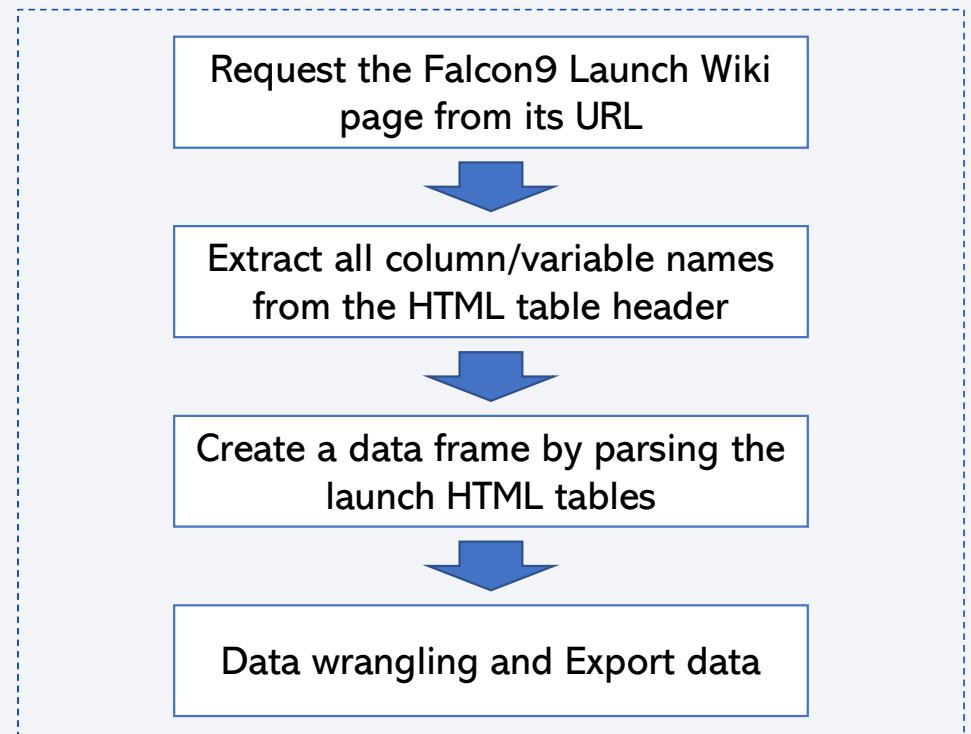 Request the Falcon9 Launch Wiki
page from its URL
Extract all column/variable names
from the HTML table header
Create a data frame by parsing the
launch HTML tables
Data wrangling and Export data